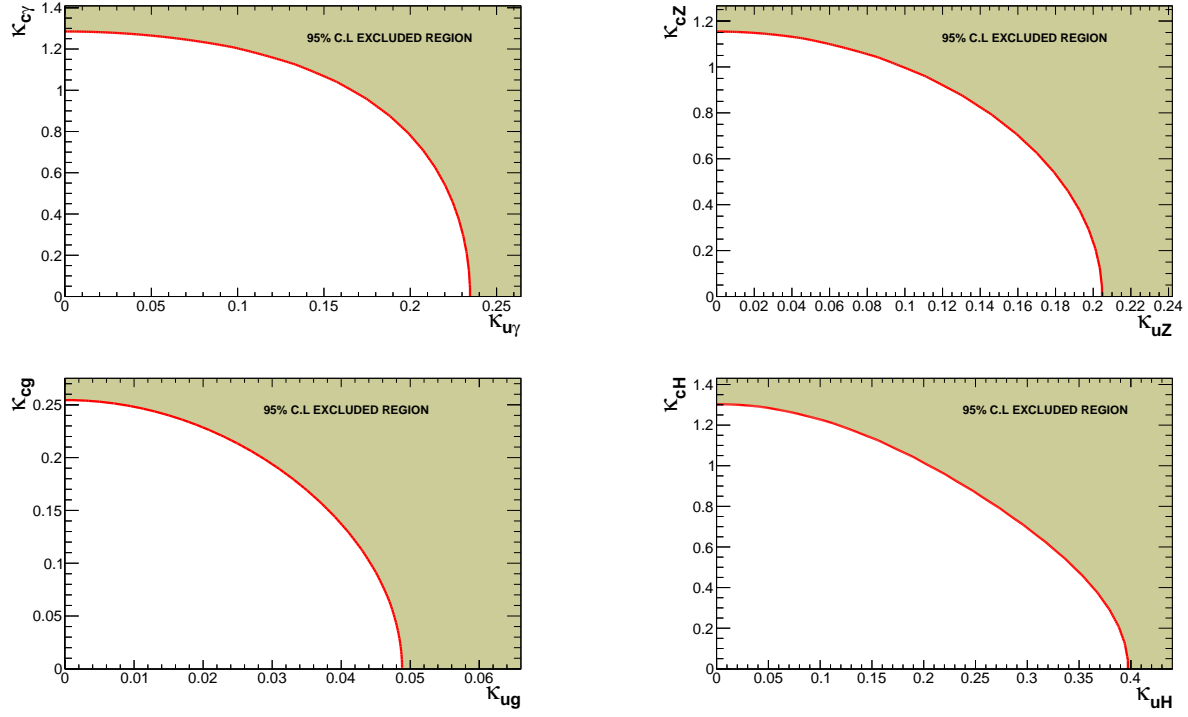 κcγ
1.4
1.2
1
0.8
0.6
0.4
0.2
0
95% C.L EXCLUDED REGION
0 0.05 0.1 0.15 0.2 0.25
κuγ
κcZ
1.2
1
0.8
0.6
0.4
0.2
0
95% C.L EXCLUDED REGION
0 0.02 0.04 0.06 0.08 0.1 0.12 0.14 0.16 0.18 0.2 0.22 0.24
κuZ
κcg
0.25
0.2
0.15
0.1
0.05
0
95% C.L EXCLUDED REGION
0 0.01 0.02 0.03 0.04 0.05 0.06
κug
κcH
1.4
1.2
1
0.8
0.6
0.4
0.2
0
95% C.L EXCLUDED REGION
0 0.05 0.1 0.15 0.2 0.25 0.3 0.35 0.4
κuH